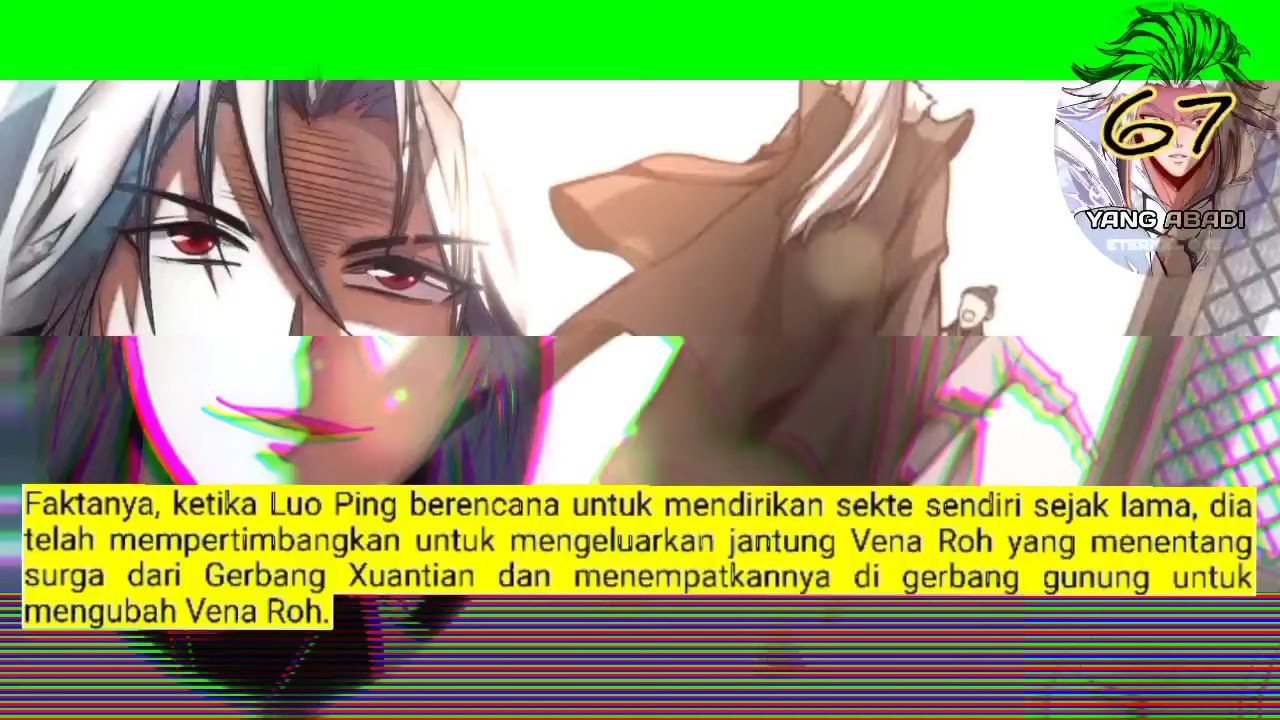 67
YANG ABADI
Faktanya, ketika Luo Ping berencana untuk mendirikan sekte sendiri sejak lama, dia
telah mempertimbangkan untuk mengeluarkan jantung Vena Roh yang menentang
surga dari Gerbang Xuantian dan menempatkannya di gerbang gunung untuk
mengubah Vena Roh.